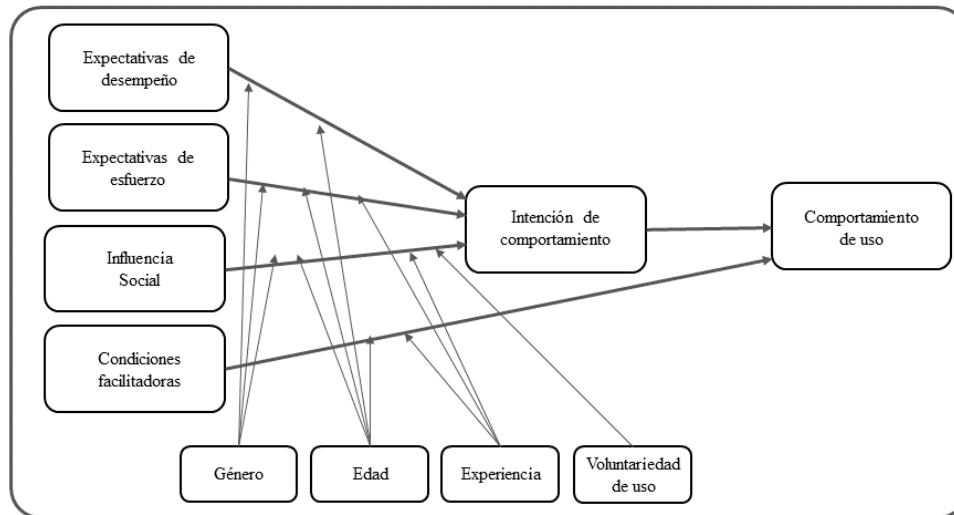 Expectativas de
desempeño
Expectativas de
esfuerzo
Influencia
Social
Condiciones
facilitadoras
Intención de
comportamiento
Comportamiento
de uso
Género
Edad
Experiencia
Voluntariedad
de uso